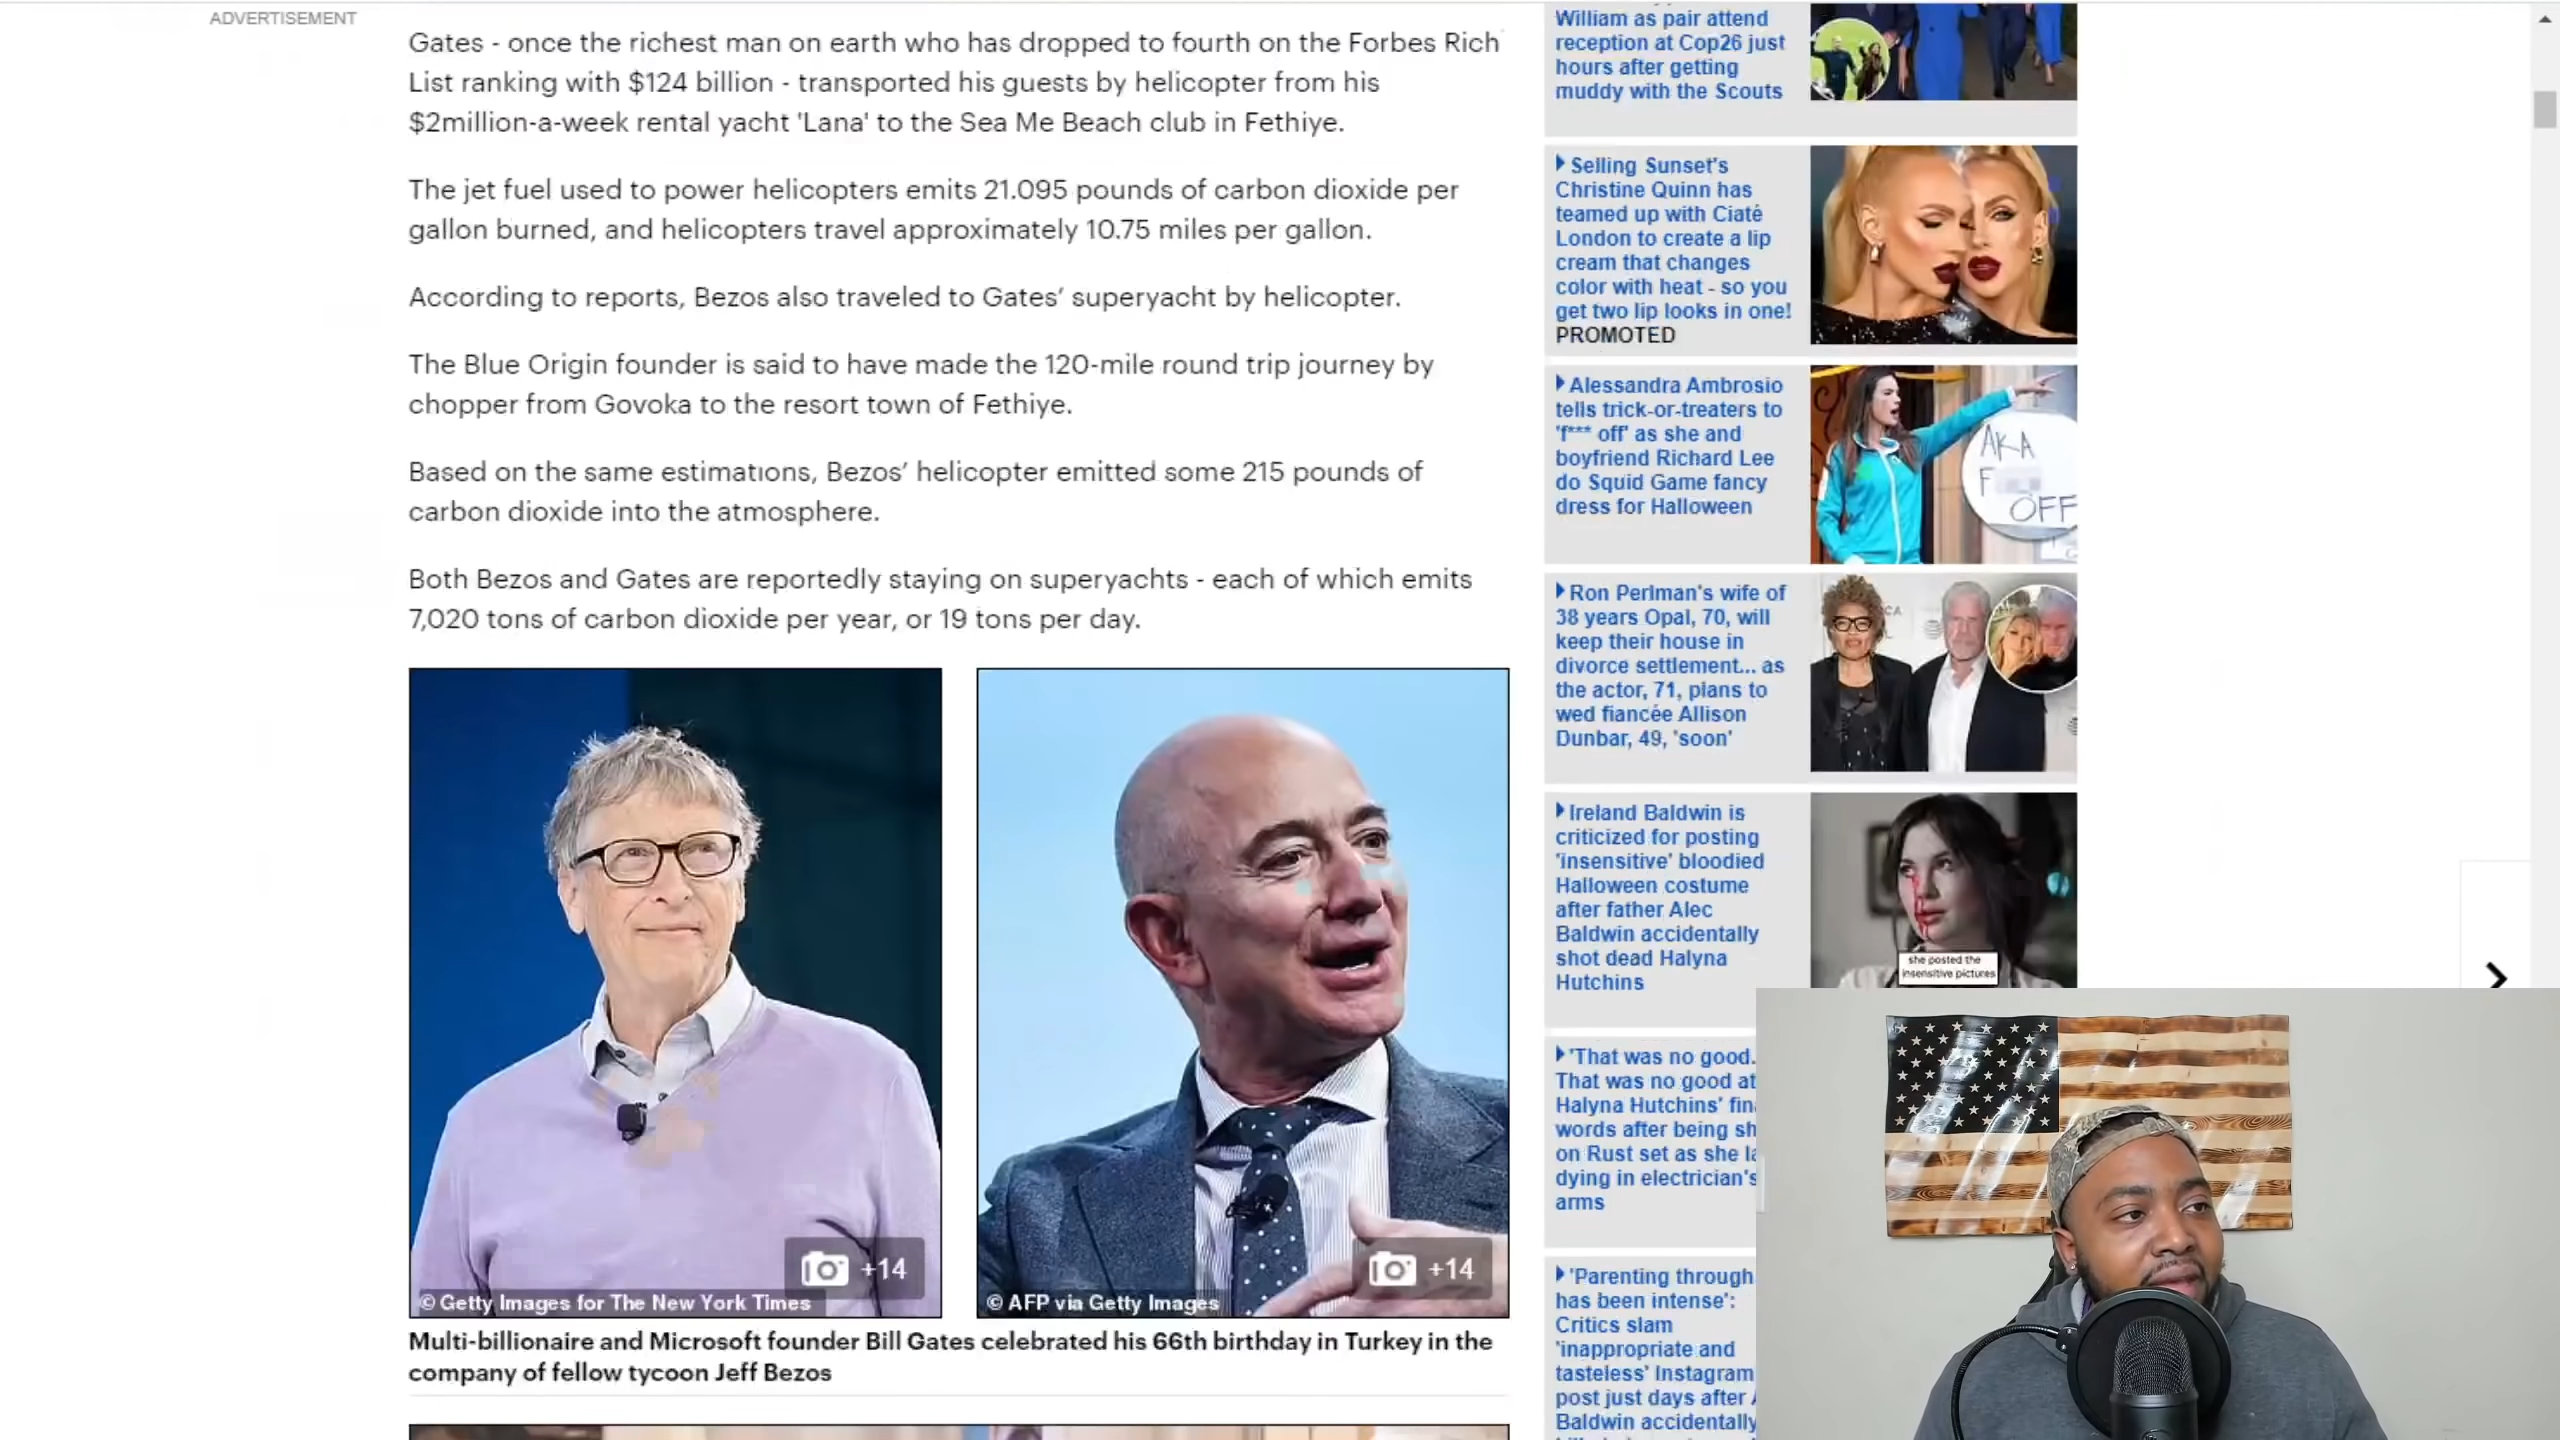 ADVERTISEMENT
Gates - once the richest man on earth who has dropped to fourth on the Forbes Rich
List ranking with $124 billion - transported his guests by helicopter from his
$2million-a-week rental yacht 'Lana' to the Sea Me Beach club in Fethiye.
The jet fuel used to power helicopters emits 21.095 pounds of carbon dioxide per
gallon burned, and helicopters travel approximately 10.75 miles per gallon.
According to reports, Bezos also traveled to Gates' superyacht by helicopter.
The Blue Origin founder is said to have made the 120-mile round trip journey by
chopper from Govoka to the resort town of Fethiye.
Based on the same estimations, Bezos' helicopter emitted some 215 pounds of
carbon dioxide into the atmosphere.
Both Bezos and Gates are reportedly staying on superyachts - each of which emits
7,020 tons of carbon dioxide per year, or 19 tons per day.
+14
© Getty Images for The New York Times
+14
© AFP via Getty Images
Multi-billionaire and Microsoft founder Bill Gates celebrated his 66th birthday in Turkey in the
company of fellow tycoon Jeff Bezos
William as pair attend
reception at Cop26 just
hours after getting
muddy with the Scouts
Selling Sunset's
Christine Quinn has
teamed up with Ciaté
London to create a lip
cream that changes
color with heat - so you
get two lip looks in one!
PROMOTED
Alessandra Ambrosio
tells trick-or-treaters to
'f*** off' as she and
boyfriend Richard Lee
do Squid Game fancy
dress for Halloween
AKA
F
OFF
Ron Perlman's wife of
38 years Opal, 70, will
keep their house in
divorce settlement... as
the actor, 71, plans to
wed fiancée Allison
Dunbar, 49, 'soon'
Ireland Baldwin is
criticized for posting
'insensitive' bloodied
Halloween costume
after father Alec
Baldwin accidentally
shot dead Halyna
Hutchins
she posted the
insensitive pictures
'That was no good.
That was no good at
Halyna Hutchins' fin
words after being sh
on Rust set as she la
dying in electrician's
arms
'Parenting through
has been intense':
Critics slam
'inappropriate and
tasteless' Instagram
post just days after
Baldwin accidentally